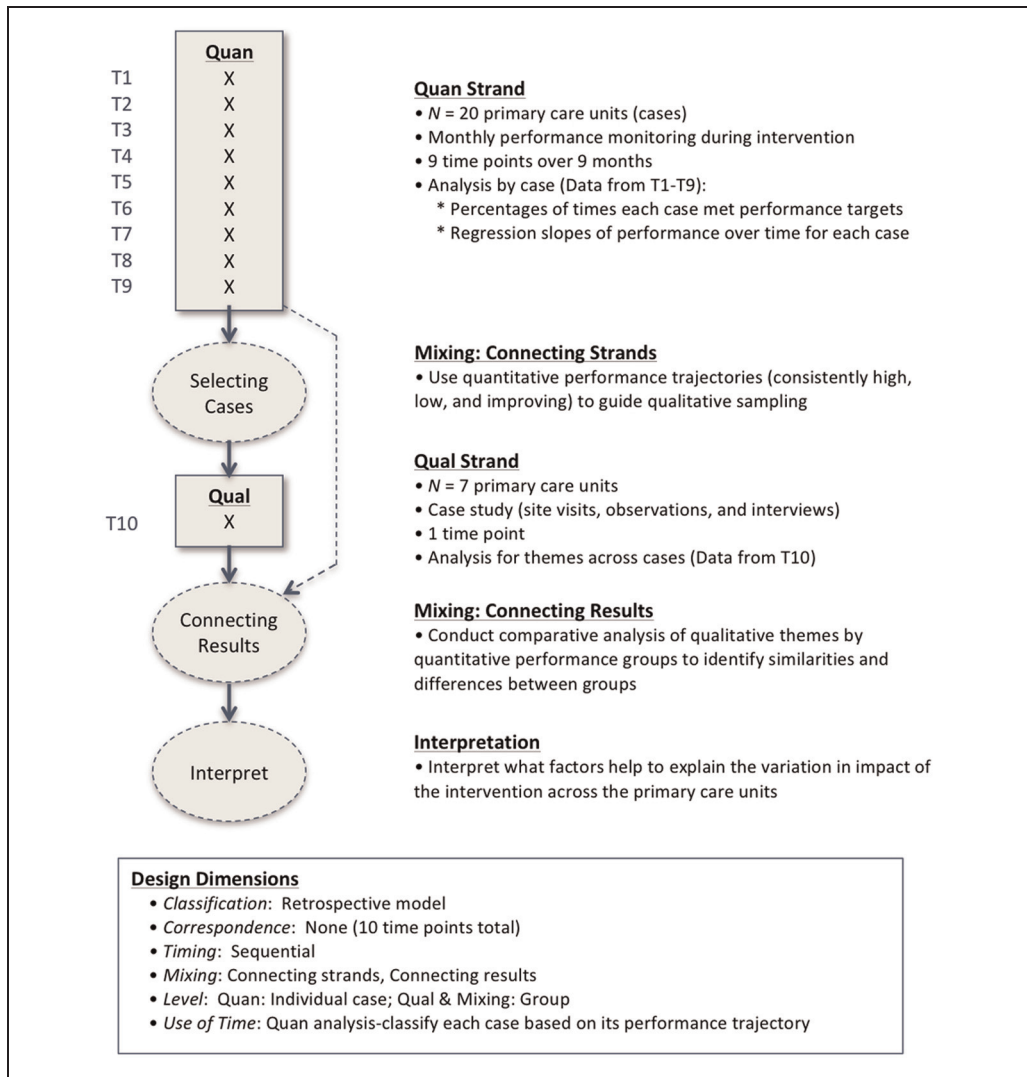 Quan
T1 X
T2 X
T3 X
T4 X
T5 X
T6 X
T7 X
T8 X
T9 X
Quan Strand
• N = 20 primary care units (cases)
• Monthly performance monitoring during intervention
• 9 time points over 9 months
• Analysis by case (Data from T1-T9):
* Percentages of times each case met performance targets
* Regression slopes of performance over time for each case
Selecting
Cases
Mixing: Connecting Strands
• Use quantitative performance trajectories (consistently high,
low, and improving) to guide qualitative sampling
Qual
T10 X
Qual Strand
• N = 7 primary care units
• Case study (site visits, observations, and interviews)
• 1 time point
• Analysis for themes across cases (Data from T10)
Connecting
Results
Mixing: Connecting Results
• Conduct comparative analysis of qualitative themes by
quantitative performance groups to identify similarities and
differences between groups
Interpret
Interpretation
• Interpret what factors help to explain the variation in impact of
the intervention across the primary care units
Design Dimensions
• Classification: Retrospective model
• Correspondence: None (10 time points total)
• Timing: Sequential
• Mixing: Connecting strands, Connecting results
• Level: Quan: Individual case; Qual & Mixing: Group
• Use of Time: Quan analysis-classify each case based on its performance trajectory